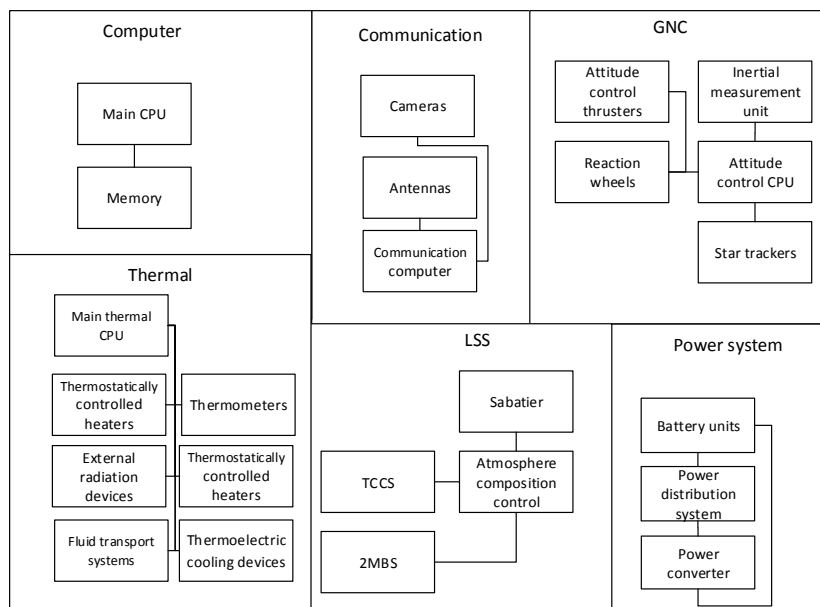 Computer
Main CPU
Memory
Communication
Cameras
Antennas
Communication
computer
GNC
Attitude
control
thrusters
Inertial
measurement
unit
Reaction
wheels
Attitude
control CPU
Star trackers
Thermal
Main thermal
CPU
Thermostatically
controlled
heaters
Thermometers
External
radiation
devices
Thermostatically
controlled
heaters
Fluid transport
systems
Thermoelectric
cooling devices
LSS
Sabatier
TCCS
Atmosphere
composition
control
2MBS
Power system
Battery units
Power
distribution
system
Power
converter